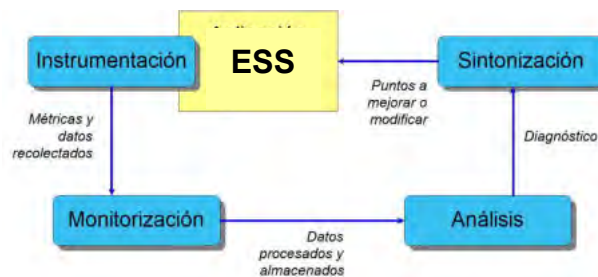 Instrumentación
ESS
Sintonización
Puntos a
mejorar o
modificar
Métricas y
datos
recolectados
Diagnóstico
Monitorización
Análisis
Datos
procesados y
almacenados